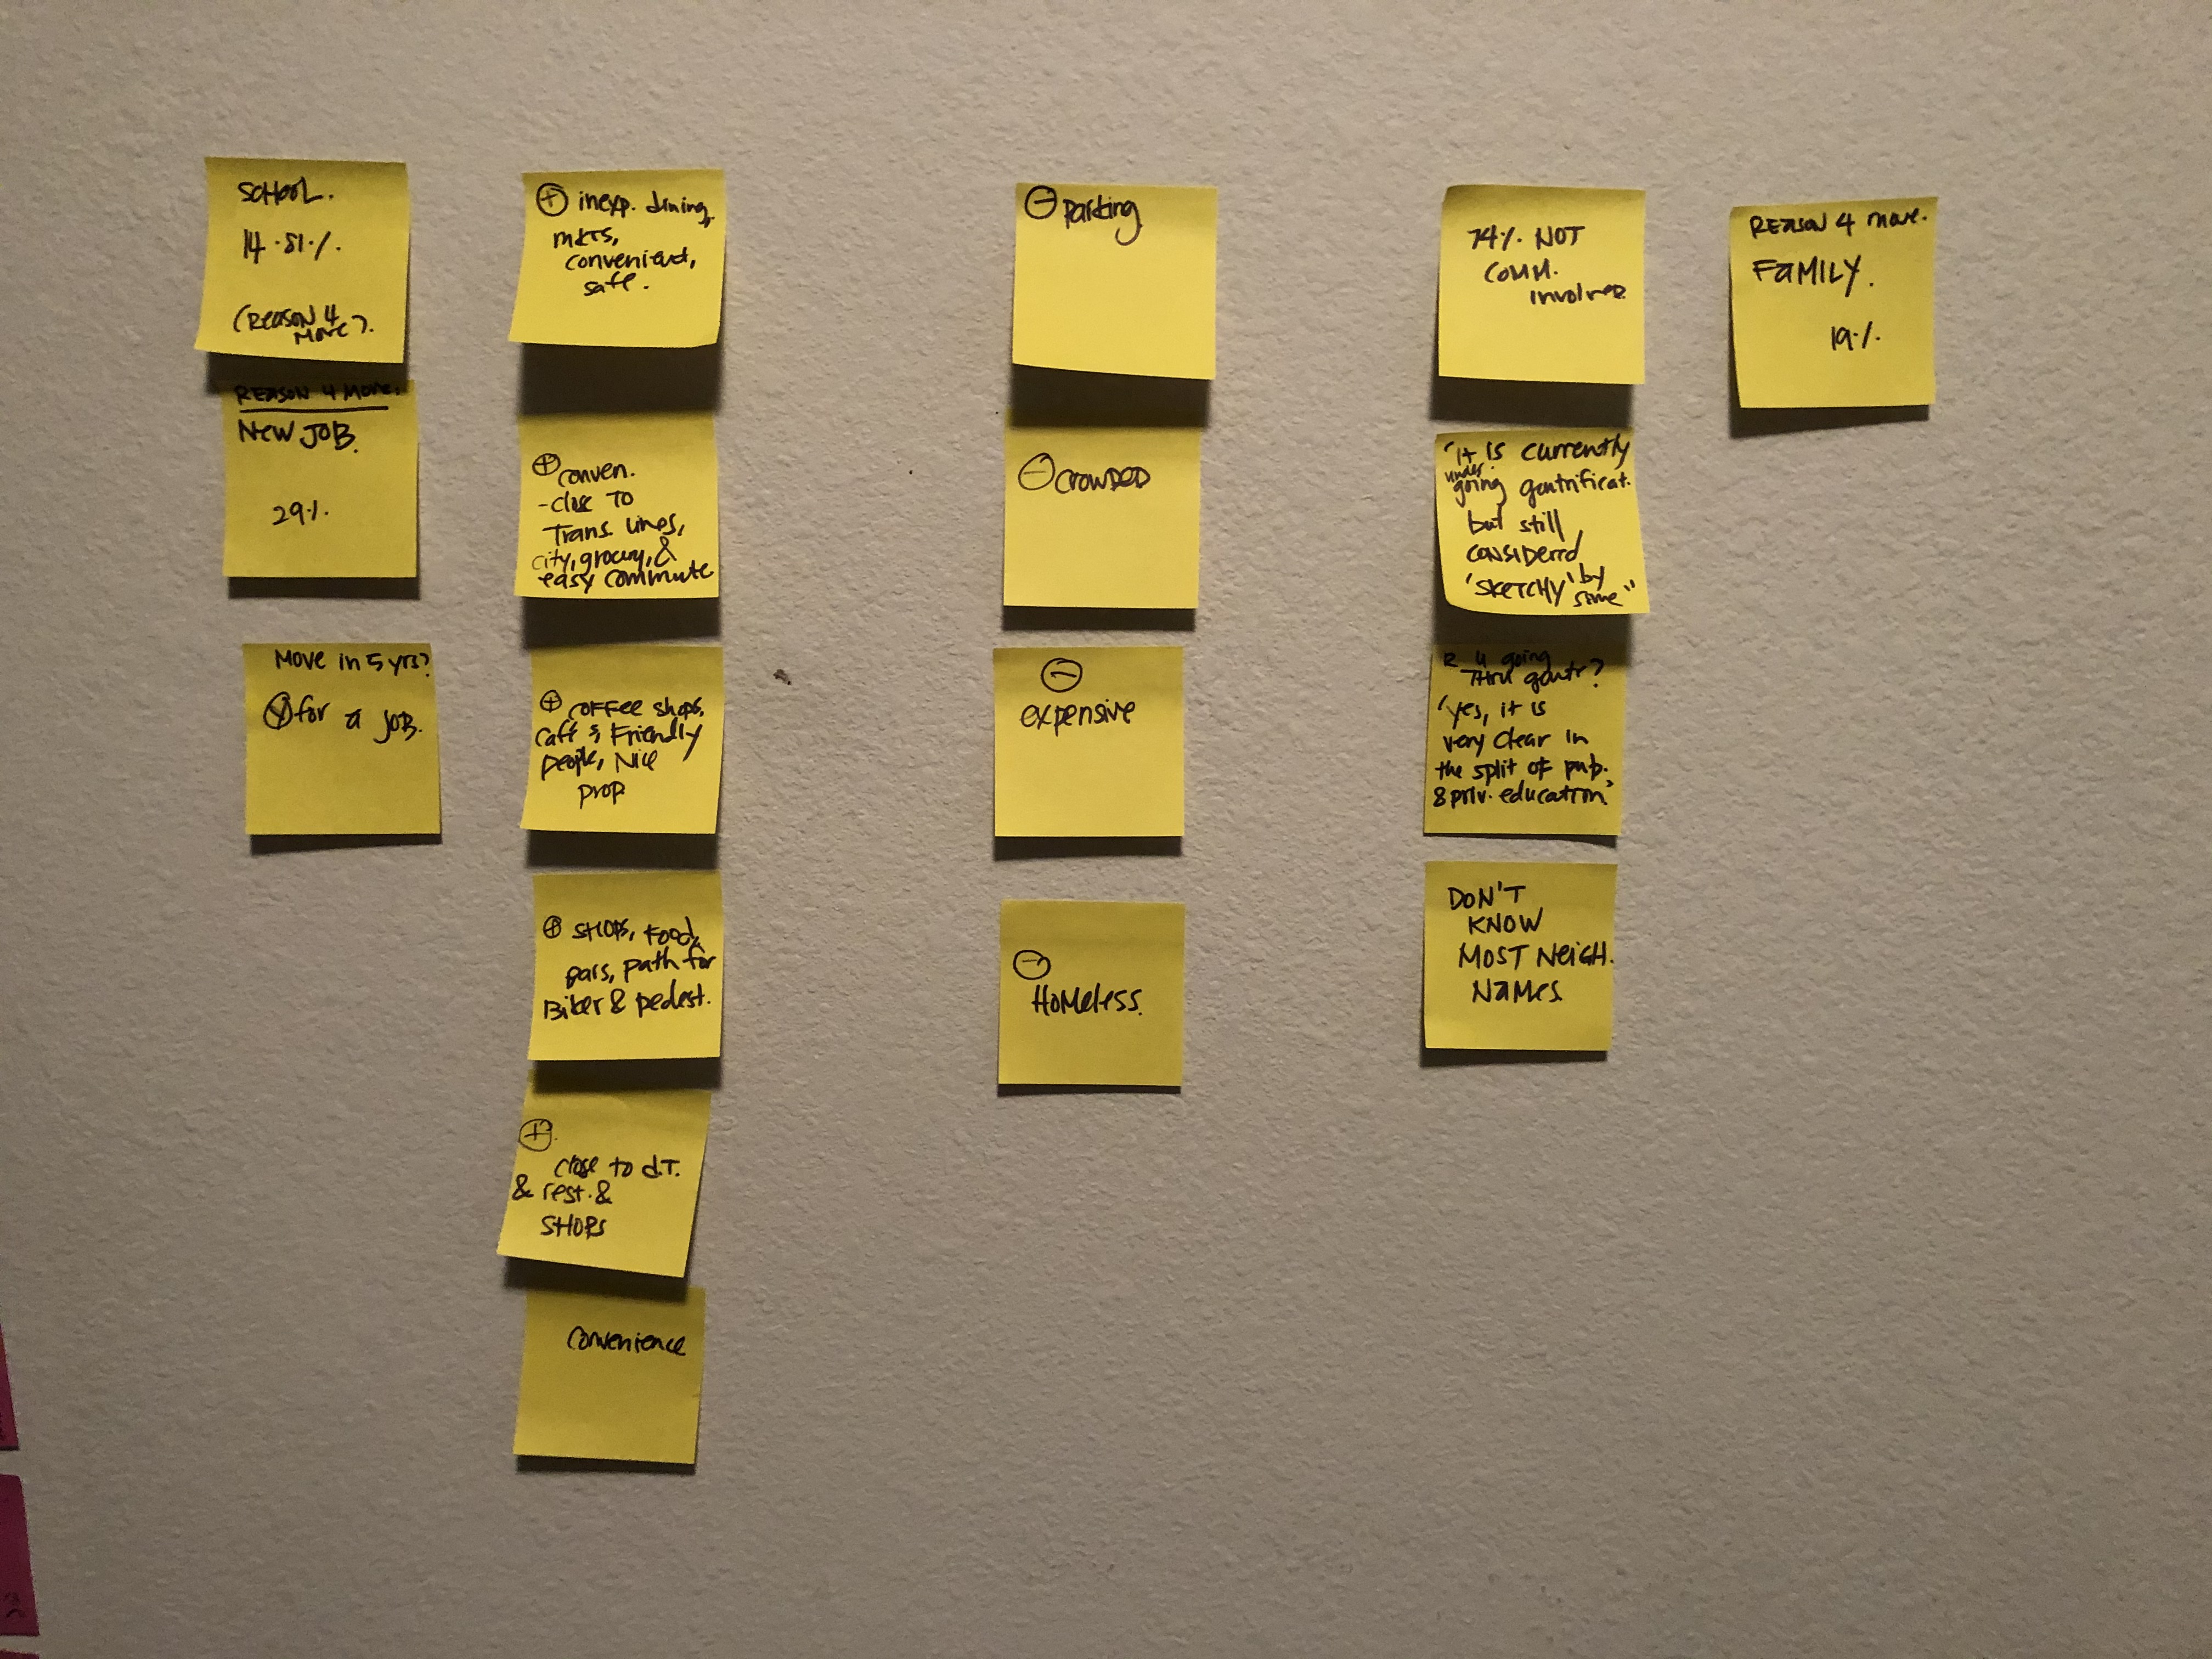 SCHOOL.
14.81%
(REASON 4
MOVE).
REASON 4 MOVE.
NEW JOB.
29%
Move in 5 yrs?
Ⓨ for a JOB.
⊕ inexp. dining,
mkts,
convenient,
safe.
⊕ conven.
-close TO
Trans. lines,
city, grocery, &
easy commute
⊕ COFFEE shops,
Cafés, Friendly
people, Nice
prop
⊕ SHOPS, FOOD,
bars, path for
Biker & pedest.
⊕
close to d.T.
& rest. &
SHOPS
Convenience
⊖ parking
⊖ CROWDED
⊖
expensive
⊖
HOMeless.
74% NOT
COMM.
involved
"it is currently
under
going gentrificat.
but still
CONSIDERED
'SKETCHY' by
some"
R u going
THRU gentr?
"yes, it is
very clear in
the split of pub.
& priv. education"
DON'T
KNOW
MOST NEIGH.
NAMES
REASON 4 move.
FAMILY.
19%